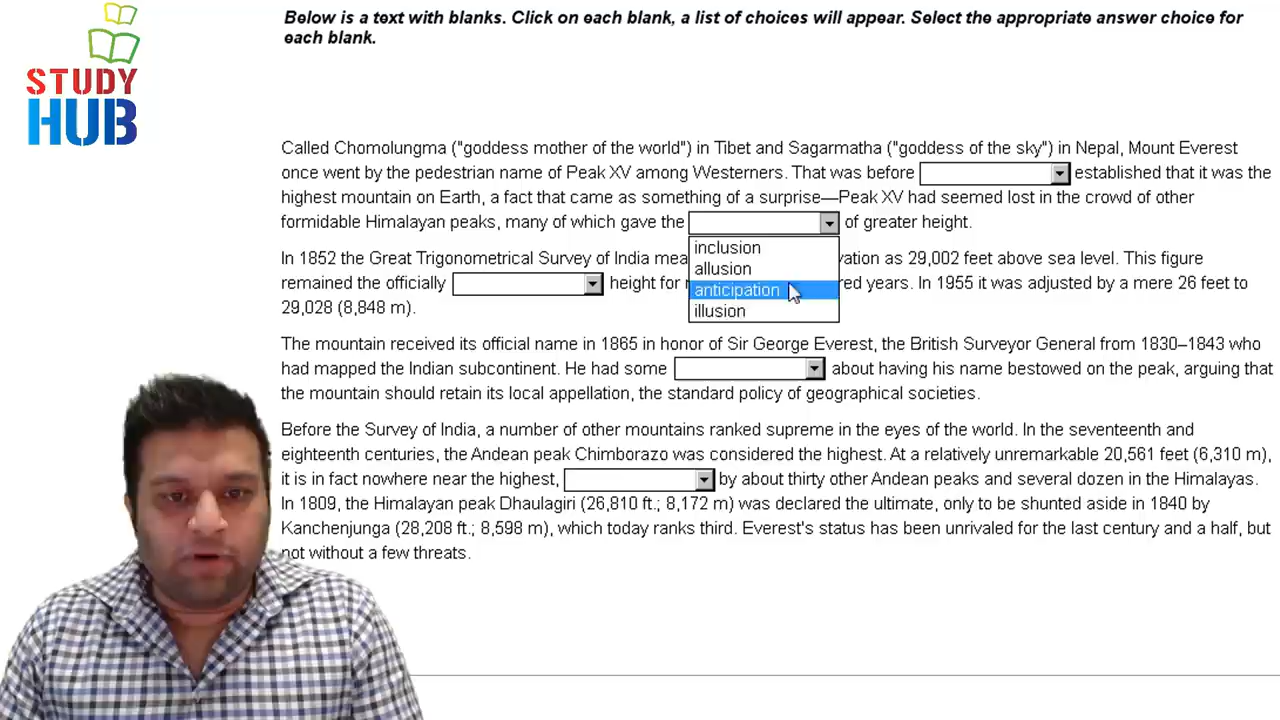 STUDY
HUB
Below is a text with blanks. Click on each blank, a list of choices will appear. Select the appropriate answer choice for
each blank.
Called Chomolungma ("goddess mother of the world") in Tibet and Sagarmatha ("goddess of the sky") in Nepal, Mount Everest
once went by the pedestrian name of Peak XV among Westerners. That was before established that it was the
highest mountain on Earth, a fact that came as something of a surprise—Peak XV had seemed lost in the crowd of other
formidable Himalayan peaks, many of which gave the of greater height.
inclusion
allusion
anticipation
illusion
In 1852 the Great Trigonometrical Survey of India mea vation as 29,002 feet above sea level. This figure
remained the officially height for red years. In 1955 it was adjusted by a mere 26 feet to
29,028 (8,848 m).
The mountain received its official name in 1865 in honor of Sir George Everest, the British Surveyor General from 1830–1843 who
had mapped the Indian subcontinent. He had some about having his name bestowed on the peak, arguing that
the mountain should retain its local appellation, the standard policy of geographical societies.
Before the Survey of India, a number of other mountains ranked supreme in the eyes of the world. In the seventeenth and
eighteenth centuries, the Andean peak Chimborazo was considered the highest. At a relatively unremarkable 20,561 feet (6,310 m),
it is in fact nowhere near the highest, by about thirty other Andean peaks and several dozen in the Himalayas.
In 1809, the Himalayan peak Dhaulagiri (26,810 ft.; 8,172 m) was declared the ultimate, only to be shunted aside in 1840 by
Kanchenjunga (28,208 ft.; 8,598 m), which today ranks third. Everest's status has been unrivaled for the last century and a half, but
not without a few threats.